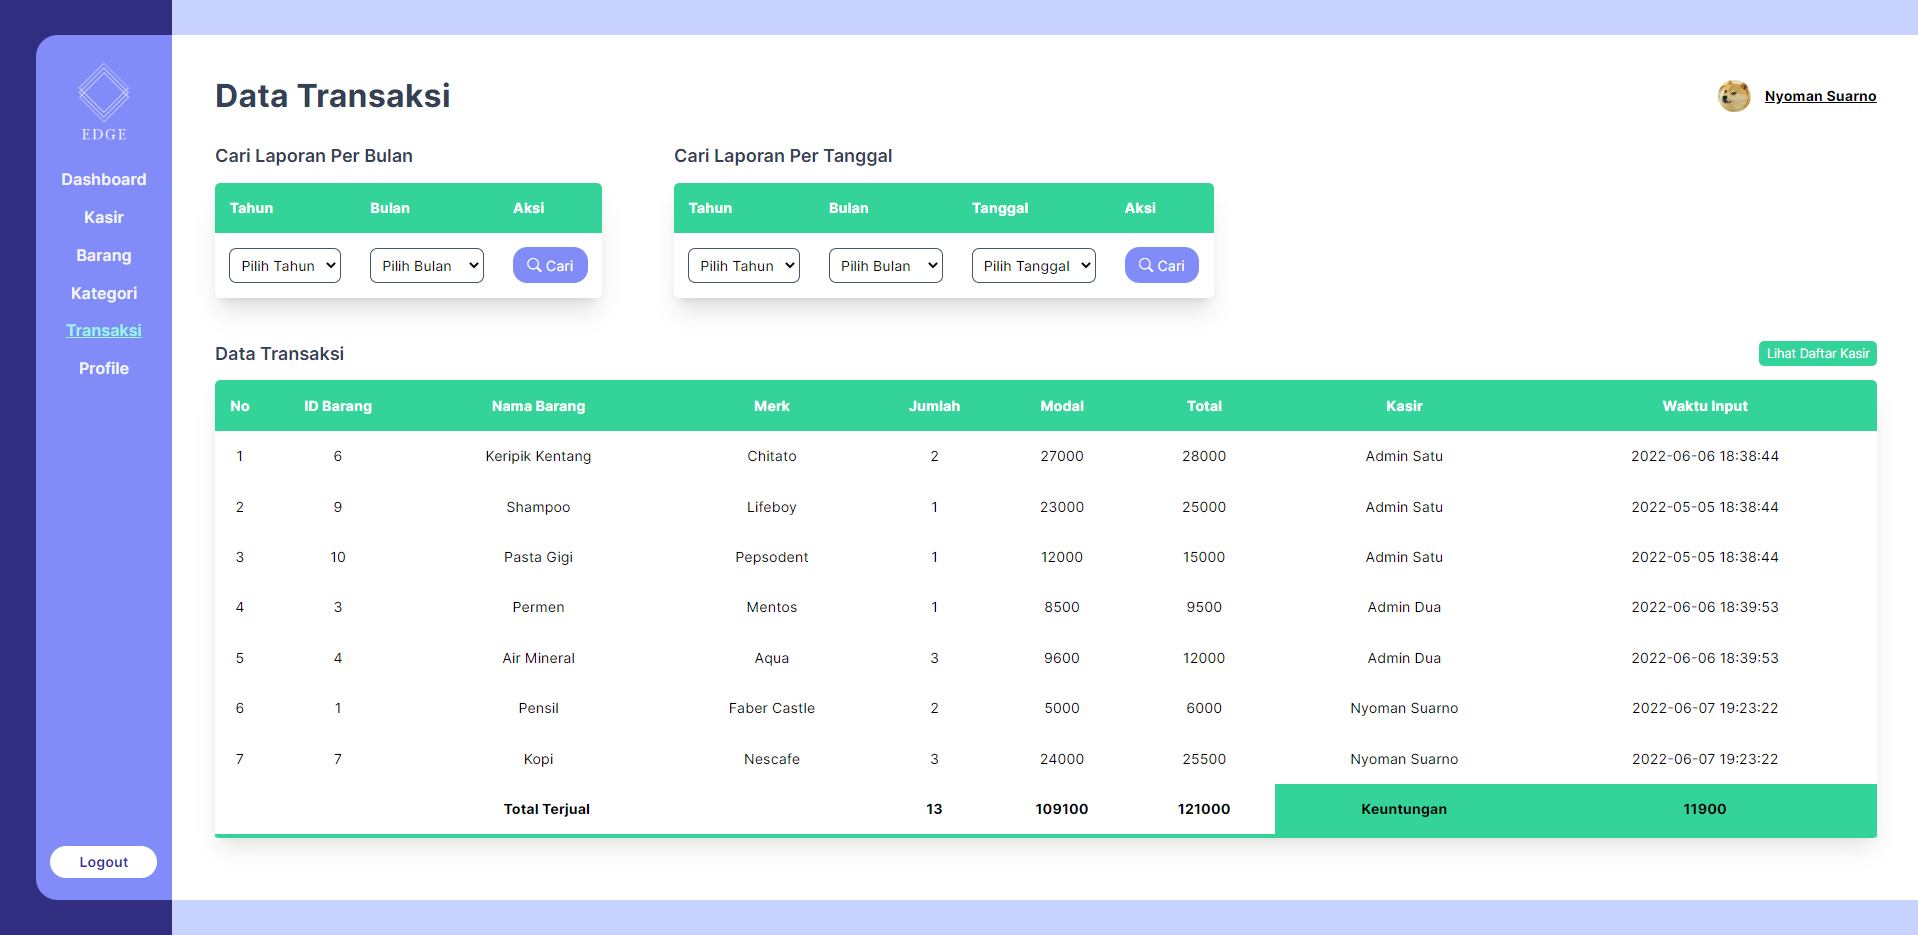 EDGE
Dashboard
Kasir
Barang
Kategori
Transaksi
Profile
Logout
Data Transaksi
Nyoman Suarno
Cari Laporan Per Bulan
Tahun Bulan Aksi
Pilih Tahun Pilih Bulan Cari
Cari Laporan Per Tanggal
Tahun Bulan Tanggal Aksi
Pilih Tahun Pilih Bulan Pilih Tanggal Cari
Data Transaksi
Lihat Daftar Kasir
No ID Barang Nama Barang Merk Jumlah Modal Total Kasir Waktu Input
1 6 Keripik Kentang Chitato 2 27000 28000 Admin Satu 2022-06-06 18:38:44
2 9 Shampoo Lifeboy 1 23000 25000 Admin Satu 2022-05-05 18:38:44
3 10 Pasta Gigi Pepsodent 1 12000 15000 Admin Satu 2022-05-05 18:38:44
4 3 Permen Mentos 1 8500 9500 Admin Dua 2022-06-06 18:39:53
5 4 Air Mineral Aqua 3 9600 12000 Admin Dua 2022-06-06 18:39:53
6 1 Pensil Faber Castle 2 5000 6000 Nyoman Suarno 2022-06-07 19:23:22
7 7 Kopi Nescafe 3 24000 25500 Nyoman Suarno 2022-06-07 19:23:22
Total Terjual 13 109100 121000 Keuntungan 11900